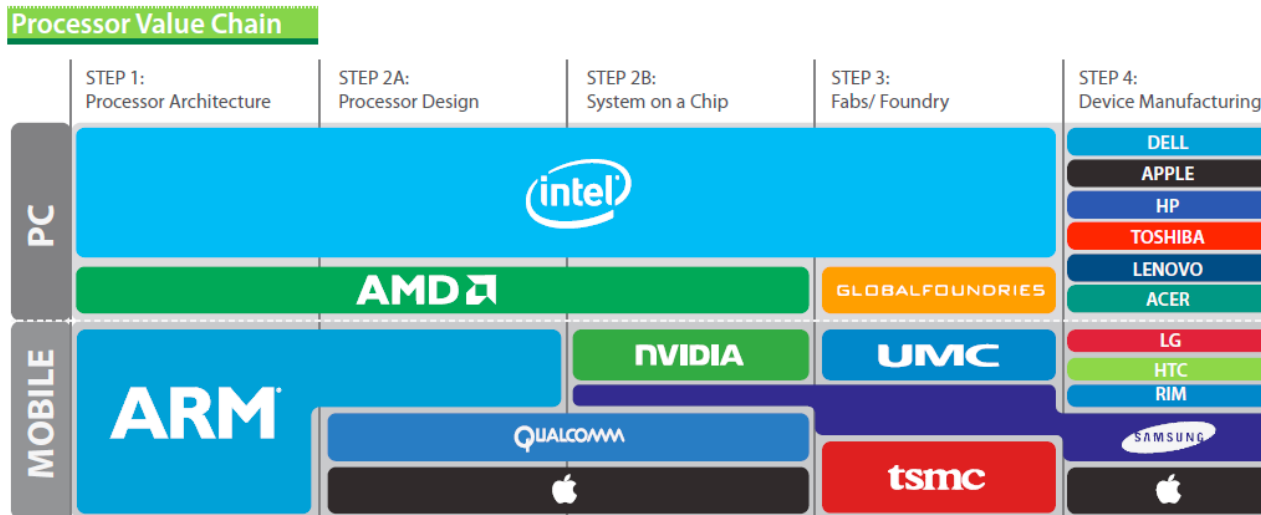 Processor Value Chain
STEP 1:
Processor Architecture
STEP 2A:
Processor Design
STEP 2B:
System on a Chip
STEP 3:
Fabs/ Foundry
STEP 4:
Device Manufacturing
PC
intel
DELL
APPLE
HP
TOSHIBA
LENOVO
ACER
AMD
GLOBALFOUNDRIES
MOBILE
ARM
NVIDIA
UMC
LG
HTC
RIM
QUALCOMM
SAMSUNG
tsmc